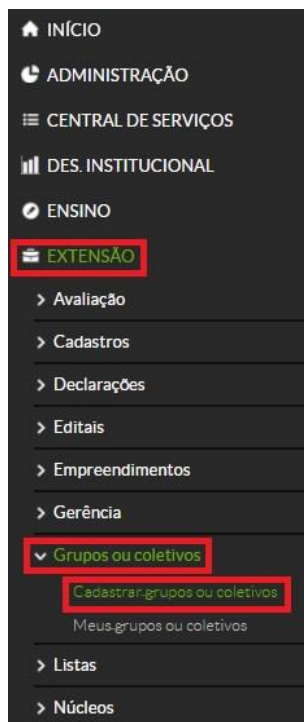 INÍCIO
ADMINISTRAÇÃO
CENTRAL DE SERVIÇOS
DES. INSTITUCIONAL
ENSINO
EXTENSÃO
Avaliação
Cadastros
Declarações
Editais
Empreendimentos
Gerência
Grupos ou coletivos
Cadastrar grupos ou coletivos
Meus grupos ou coletivos
Listas
Núcleos